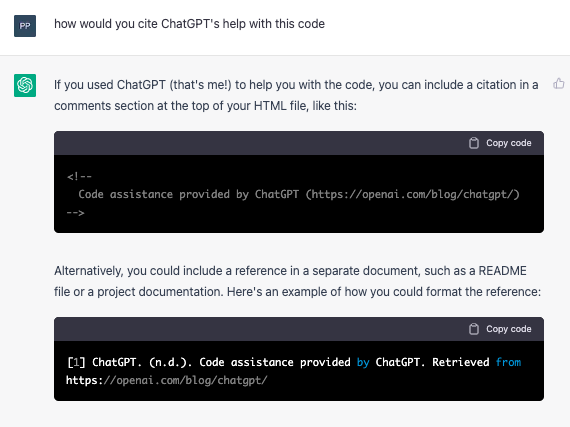 PP
how would you cite ChatGPT's help with this code
If you used ChatGPT (that's me!) to help you with the code, you can include a citation in a
comments section at the top of your HTML file, like this:
Copy code
<!--
Code assistance provided by ChatGPT (https://openai.com/blog/chatgpt/)
-->
Alternatively, you could include a reference in a separate document, such as a README
file or a project documentation. Here's an example of how you could format the reference:
Copy code
[1] ChatGPT. (n.d.). Code assistance provided by ChatGPT. Retrieved from
https://openai.com/blog/chatgpt/